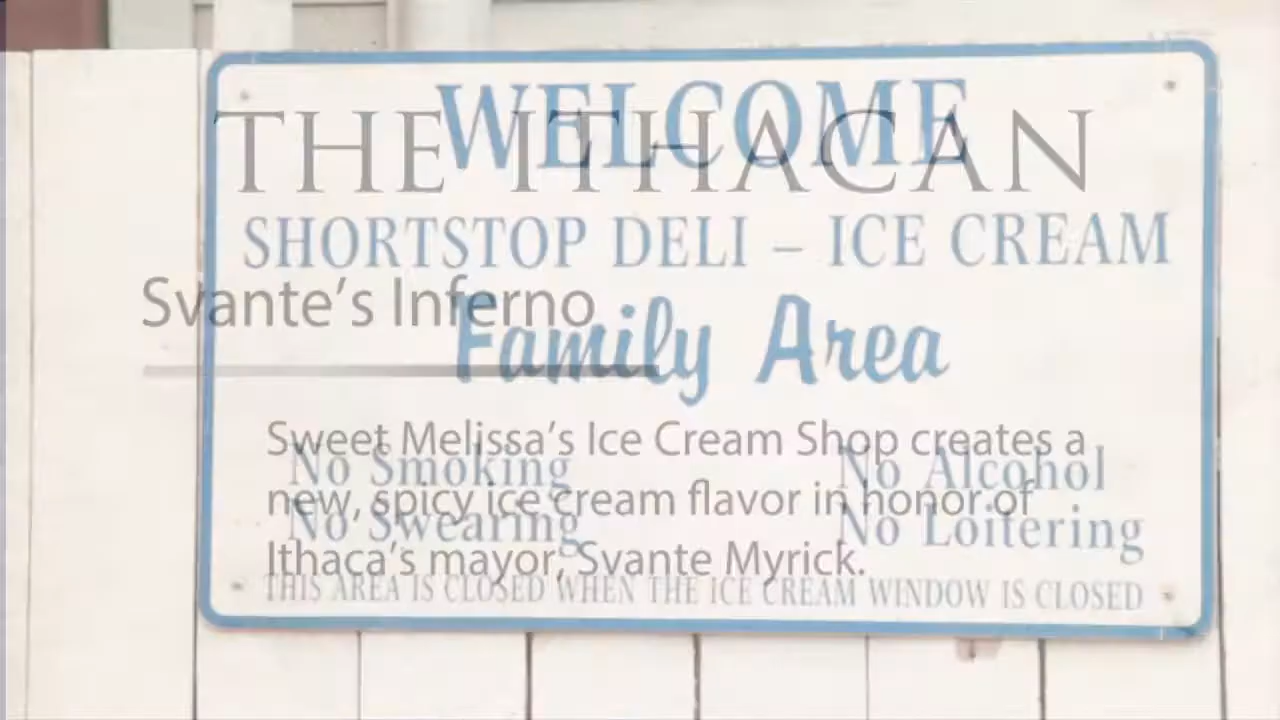 WELCOME
THE ITHACAN
SHORTSTOP DELI – ICE CREAM
Svante's Inferno
Family Area
Sweet Melissa's Ice Cream Shop creates a
No Smoking No Alcohol
new, spicy ice cream flavor in honor of
No Swearing No Loitering
Ithaca's mayor, Svante Myrick.
THIS AREA IS CLOSED WHEN THE ICE CREAM WINDOW IS CLOSED